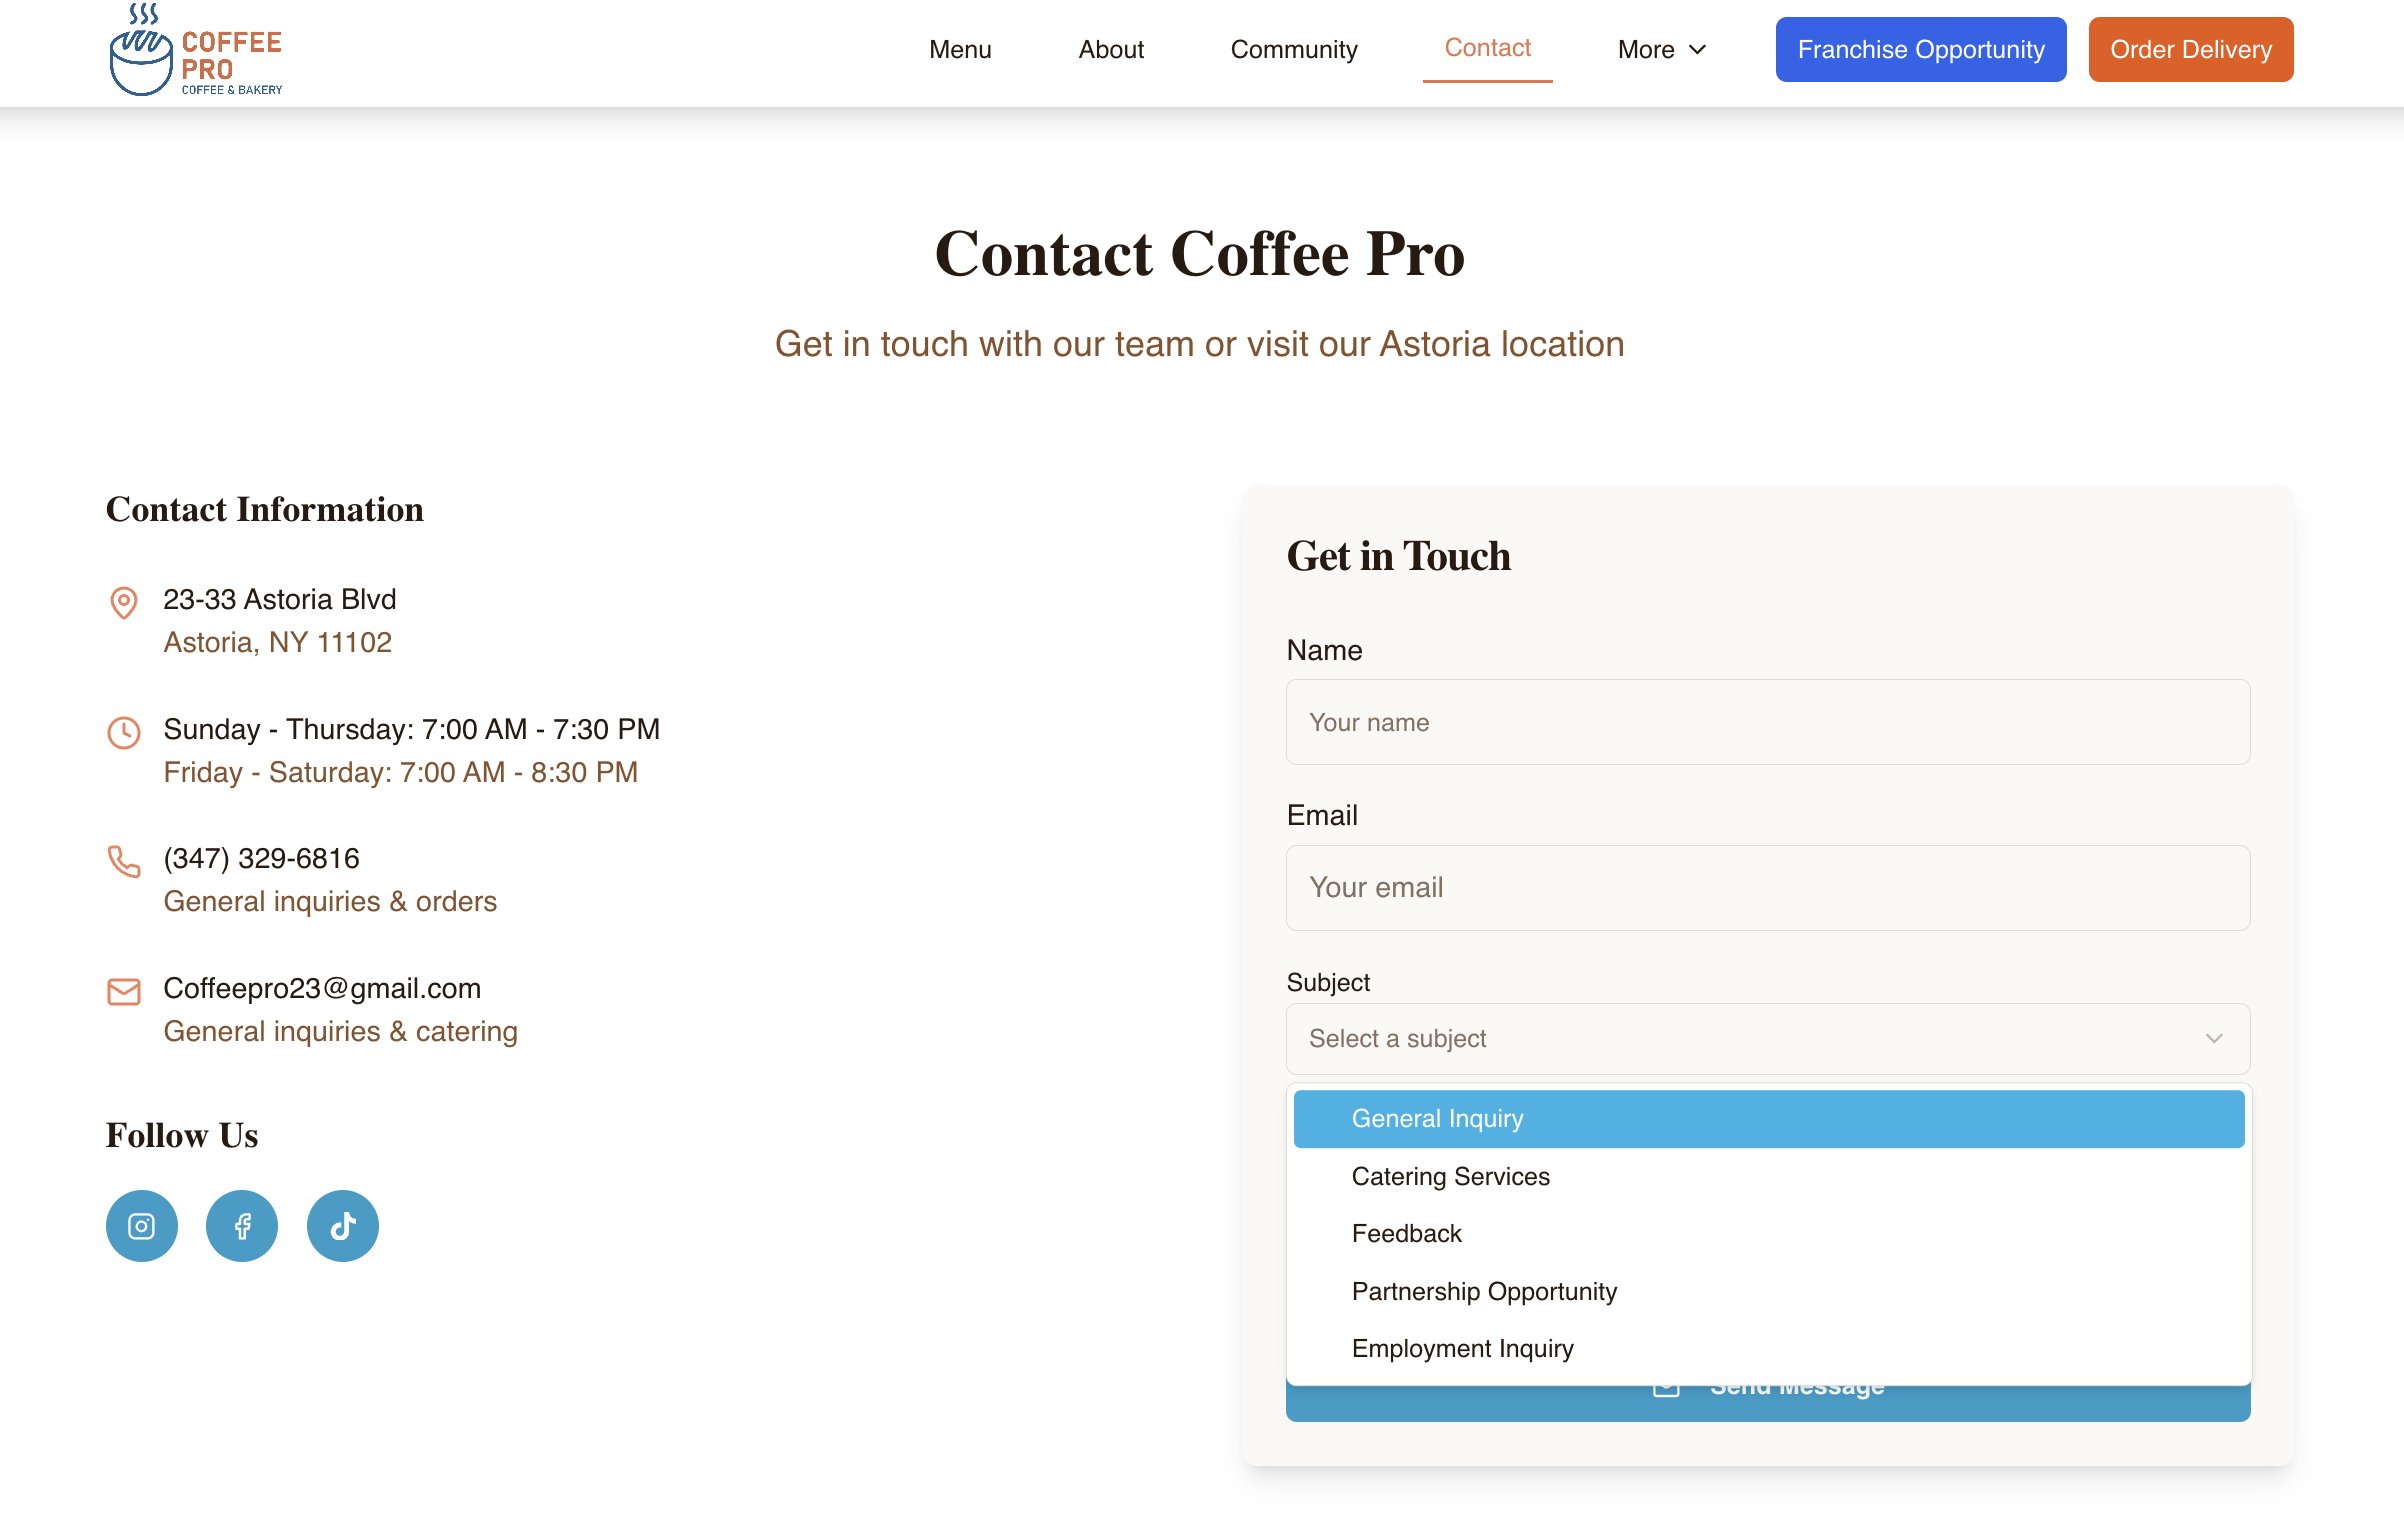 COFFEE
PRO
COFFEE & BAKERY
Menu
About
Community
Contact
More
Franchise Opportunity
Order Delivery
Contact Coffee Pro
Get in touch with our team or visit our Astoria location
Contact Information
23-33 Astoria Blvd
Astoria, NY 11102
Sunday - Thursday: 7:00 AM - 7:30 PM
Friday - Saturday: 7:00 AM - 8:30 PM
(347) 329-6816
General inquiries & orders
Coffeepro23@gmail.com
General inquiries & catering
Follow Us
Get in Touch
Name
Your name
Email
Your email
Subject
Select a subject
General Inquiry
Catering Services
Feedback
Partnership Opportunity
Employment Inquiry
Send Message